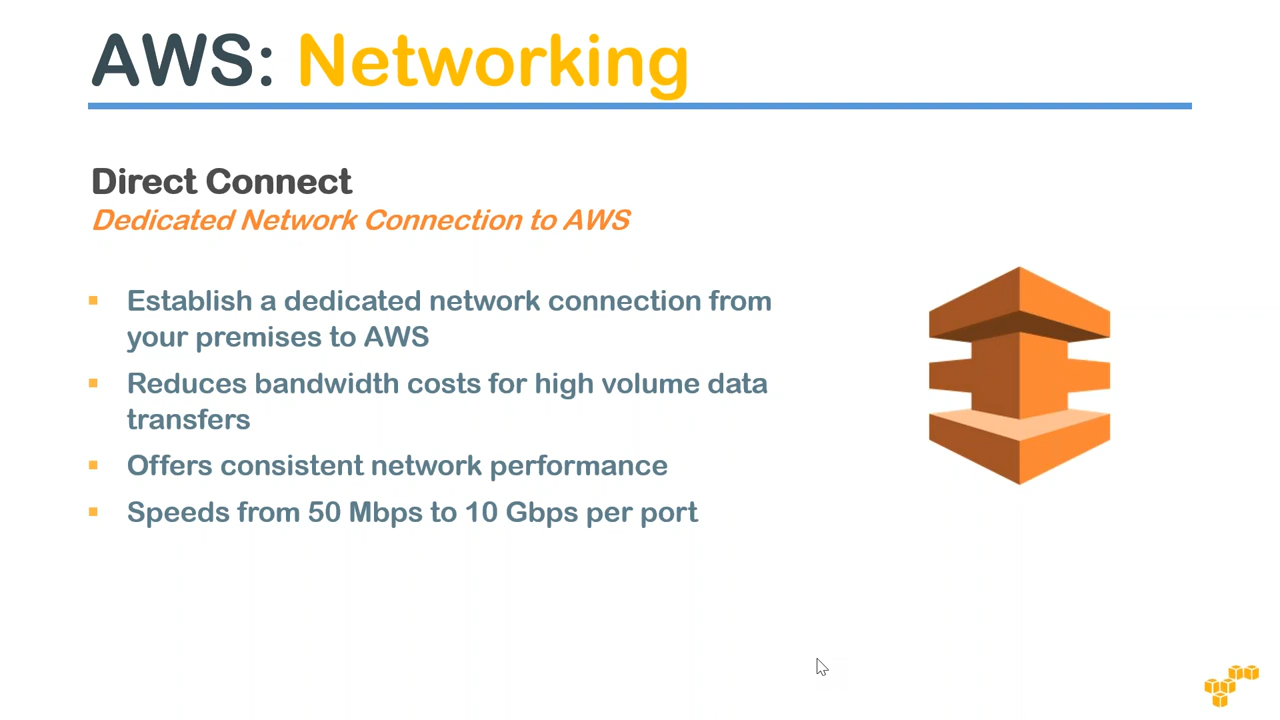 AWS: Networking
Direct Connect
Dedicated Network Connection to AWS
Establish a dedicated network connection from
your premises to AWS
Reduces bandwidth costs for high volume data
transfers
Offers consistent network performance
Speeds from 50 Mbps to 10 Gbps per port